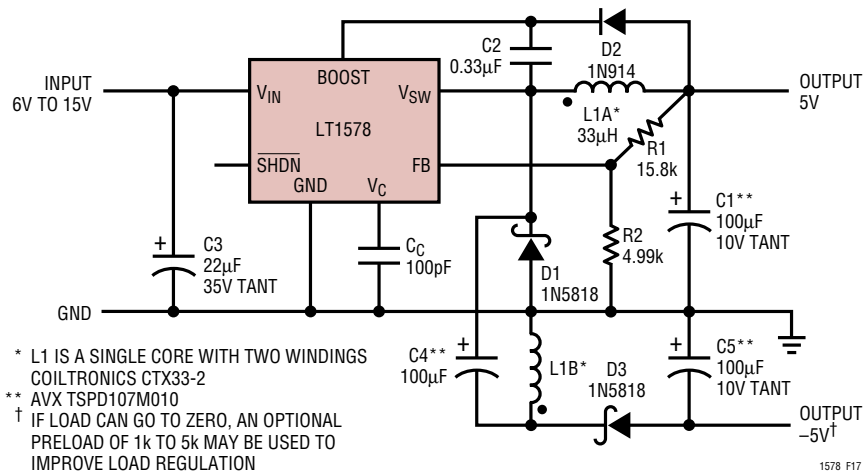 C2
0.33µF
D2
1N914
INPUT
6V TO 15V
BOOST
VIN
VSW
LT1578
SHDN
FB
GND
VC
L1A*
33µH
OUTPUT
5V
R1
15.8k
+
C3
22µF
35V TANT
CC
100pF
D1
1N5818
R2
4.99k
+
C1**
100µF
10V TANT
GND
* L1 IS A SINGLE CORE WITH TWO WINDINGS
COILTRONICS CTX33-2
** AVX TSPD107M010
† IF LOAD CAN GO TO ZERO, AN OPTIONAL
PRELOAD OF 1k TO 5k MAY BE USED TO
IMPROVE LOAD REGULATION
C4**
100µF
+
L1B*
D3
1N5818
+
C5**
100µF
10V TANT
OUTPUT
–5V†
1578 F17